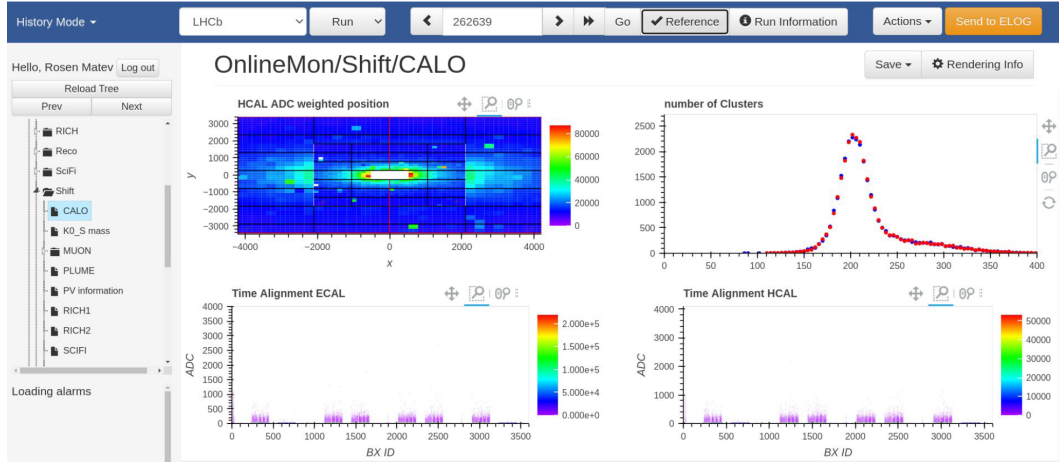 History Mode LHCb Run 262639 Go Reference Run Information Actions Send to ELOG
Hello, Rosen Matev Log out
Reload Tree
Prev Next
RICH
Reco
SciFi
Shift
CALO
K0_S mass
MUON
PLUME
PV information
RICH1
RICH2
SCIFI
Loading alarms
OnlineMon/Shift/CALO
Save Rendering Info
HCAL ADC weighted position
3000
2000
1000
0
−1000
−2000
−3000
y
−4000 −2000 0 2000 4000
x
80000
60000
40000
20000
0
number of Clusters
2500
2000
1500
1000
500
0
0 50 100 150 200 250 300 350 400
Time Alignment ECAL
4000
3500
3000
2500
2000
1500
1000
500
0
ADC
0 500 1000 1500 2000 2500 3000 3500
BX ID
2.000e+5
1.500e+5
1.000e+5
5.000e+4
0.000e+0
Time Alignment HCAL
4000
3000
2000
1000
0
ADC
0 500 1000 1500 2000 2500 3000 3500
BX ID
50000
40000
30000
20000
10000
0